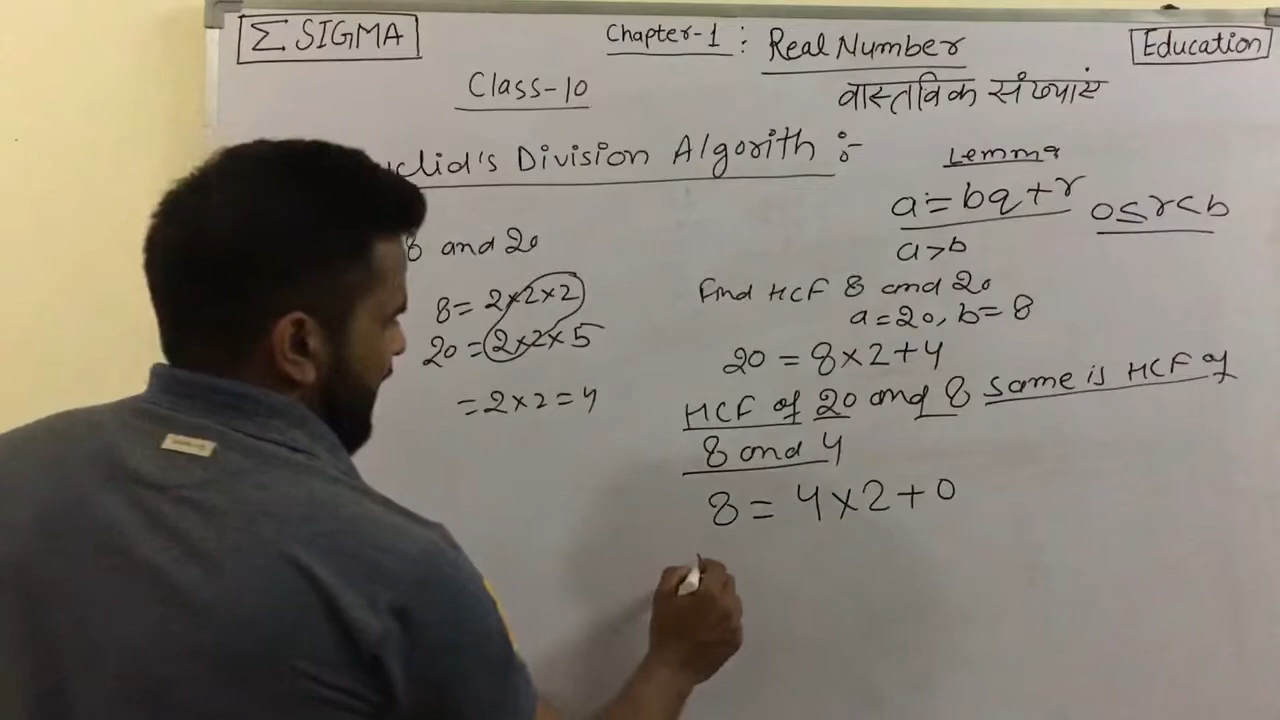 Σ SIGMA
Chapter-1 : Real Number
Education
Class-10
वास्तविक संख्याएं
uclid's Division Algorith :-
Lemma
a = bq + r 0 ≤ r < b
a > b
8 and 20
8 = 2×2×2
20 = 2×2×5
= 2×2 = 4
Find HCF 8 and 20
a = 20, b = 8
20 = 8×2+4
HCF of 20 and 8 same is HCF of
8 and 4
8 = 4×2+0